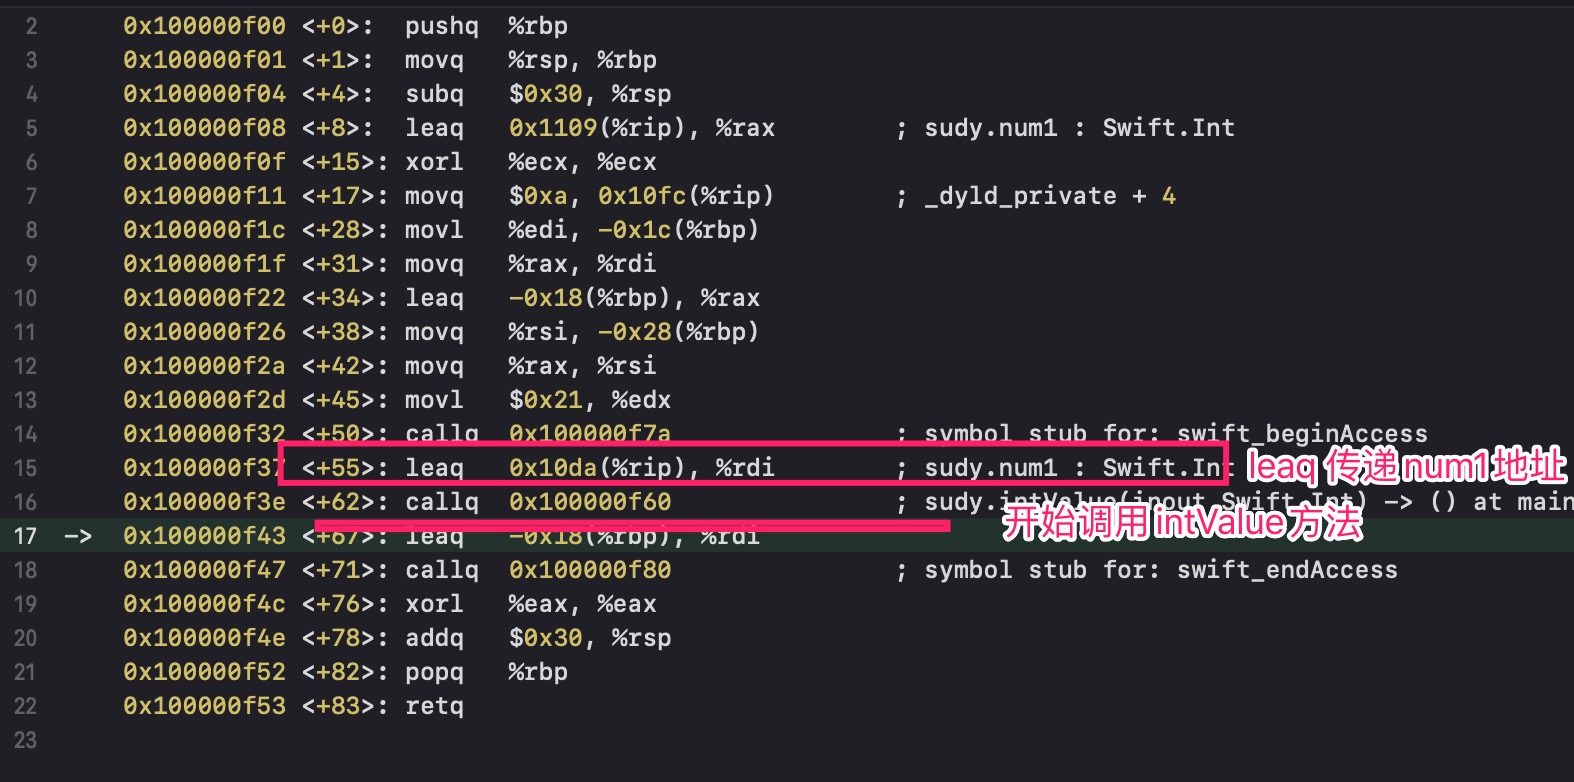 2 0x100000f00 <+0>: pushq %rbp
3 0x100000f01 <+1>: movq %rsp, %rbp
4 0x100000f04 <+4>: subq $0x30, %rsp
5 0x100000f08 <+8>: leaq 0x1109(%rip), %rax ; sudy.num1 : Swift.Int
6 0x100000f0f <+15>: xorl %ecx, %ecx
7 0x100000f11 <+17>: movq $0xa, 0x10fc(%rip) ; _dyld_private + 4
8 0x100000f1c <+28>: movl %edi, -0x1c(%rbp)
9 0x100000f1f <+31>: movq %rax, %rdi
10 0x100000f22 <+34>: leaq -0x18(%rbp), %rax
11 0x100000f26 <+38>: movq %rsi, -0x28(%rbp)
12 0x100000f2a <+42>: movq %rax, %rsi
13 0x100000f2d <+45>: movl $0x21, %edx
14 0x100000f32 <+50>: callq 0x100000f7a ; symbol stub for: swift_beginAccess
15 0x100000f37 <+55>: leaq 0x10da(%rip), %rdi ; sudy.num1 : Swift.Int leaq 传递num1地址
16 0x100000f3e <+62>: callq 0x100000f60 ; sudy.intValue(inout Swift.Int) -> () at main
开始调用intValue方法
17 -> 0x100000f43 <+67>: leaq -0x18(%rbp), %rdi
18 0x100000f47 <+71>: callq 0x100000f80 ; symbol stub for: swift_endAccess
19 0x100000f4c <+76>: xorl %eax, %eax
20 0x100000f4e <+78>: addq $0x30, %rsp
21 0x100000f52 <+82>: popq %rbp
22 0x100000f53 <+83>: retq
23